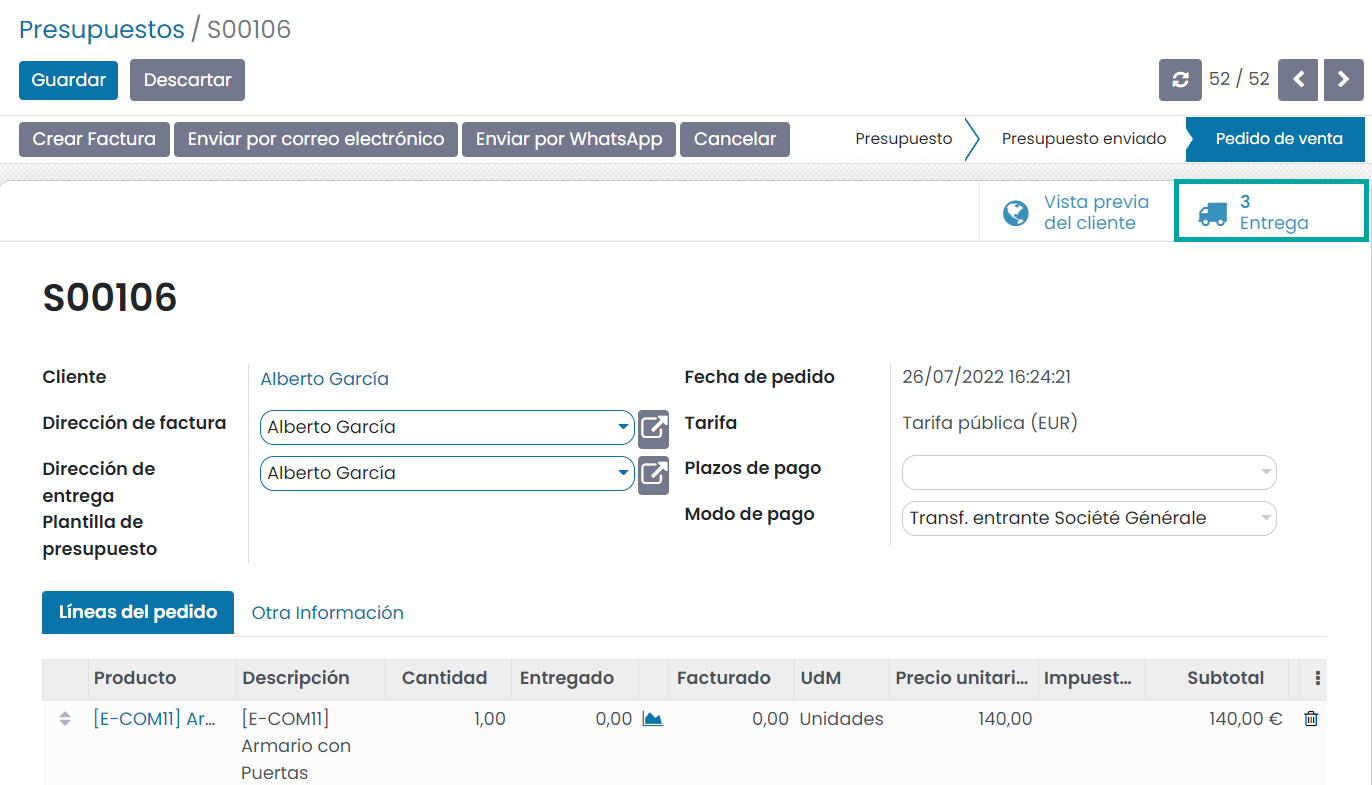 Presupuestos / S00106
Guardar
Descartar
52 / 52
Crear Factura
Enviar por correo electrónico
Enviar por WhatsApp
Cancelar
Presupuesto
Presupuesto enviado
Pedido de venta
Vista previa
del cliente
3
Entrega
S00106
Cliente
Alberto García
Dirección de factura
Alberto García
Dirección de
entrega
Alberto García
Plantilla de
presupuesto
Fecha de pedido
26/07/2022 16:24:21
Tarifa
Tarifa pública (EUR)
Plazos de pago
Modo de pago
Transf. entrante Société Générale
Líneas del pedido
Otra Información
Producto Descripción Cantidad Entregado Facturado UdM Precio unitari... Impuest... Subtotal
[E-COM11] Ar... [E-COM11] 1,00 0,00 0,00 Unidades 140,00 140,00 €
Armario con
Puertas